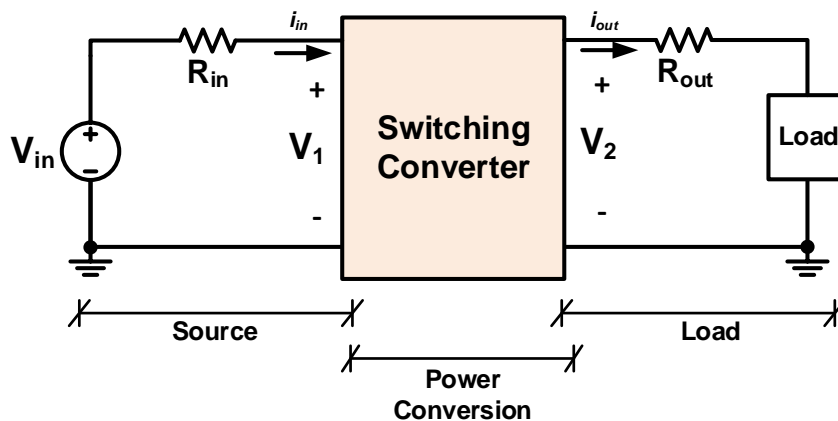 i_in
i_out
R_in
R_out
+
+
+
V_in
−
V_1
Switching
Converter
V_2
Load
-
-
Source
Load
Power
Conversion